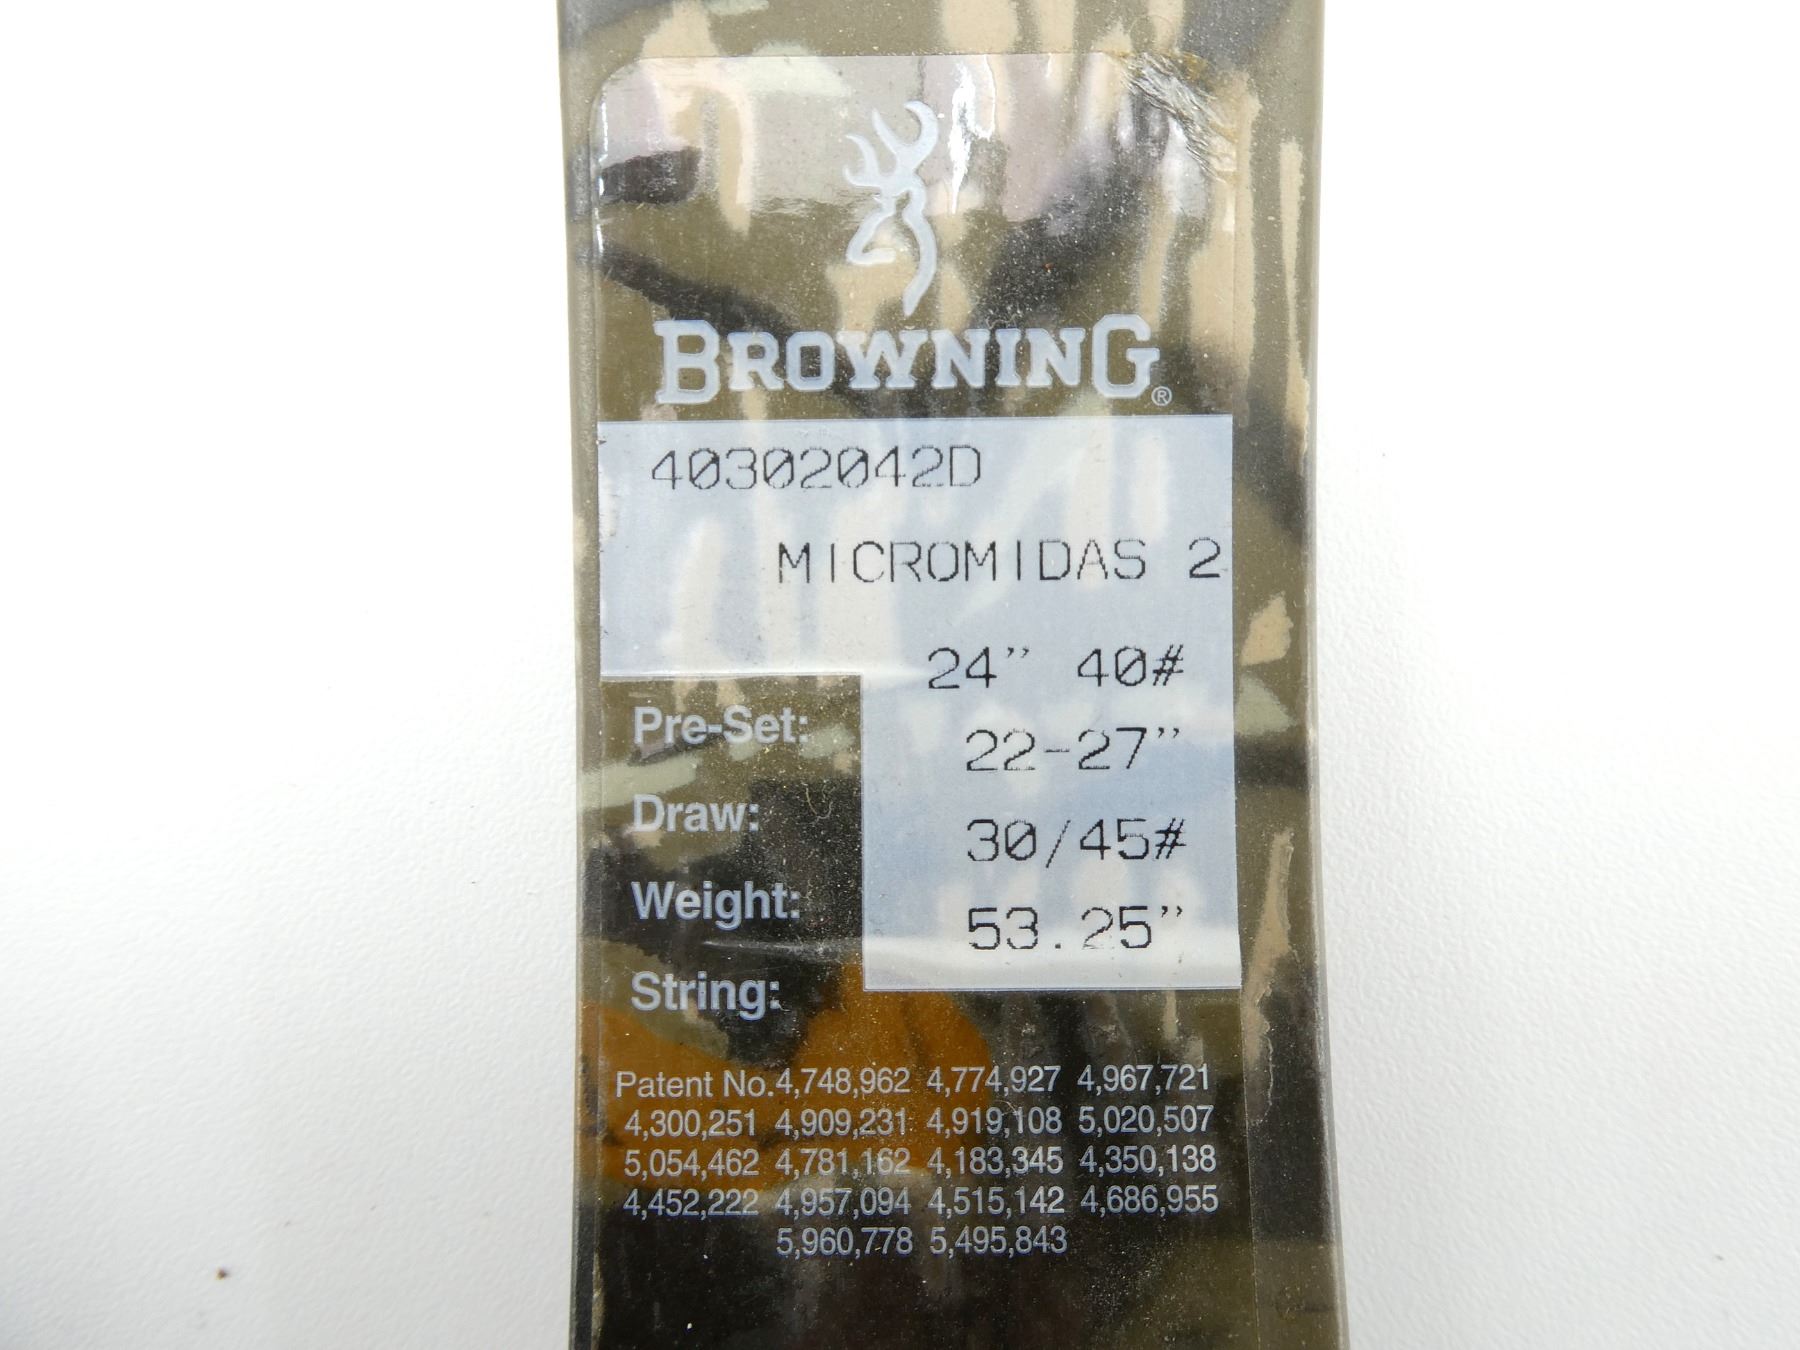 BROWNING®
40302042D
MICROMIDAS 2
24" 40#
Pre-Set:
22-27"
Draw:
30/45#
Weight:
53.25"
String:
Patent No. 4,748,962 4,774,927 4,967,721
4,300,251 4,909,231 4,919,108 5,020,507
5,054,462 4,781,162 4,183,345 4,350,138
4,452,222 4,957,094 4,515,142 4,686,955
5,960,778 5,495,843